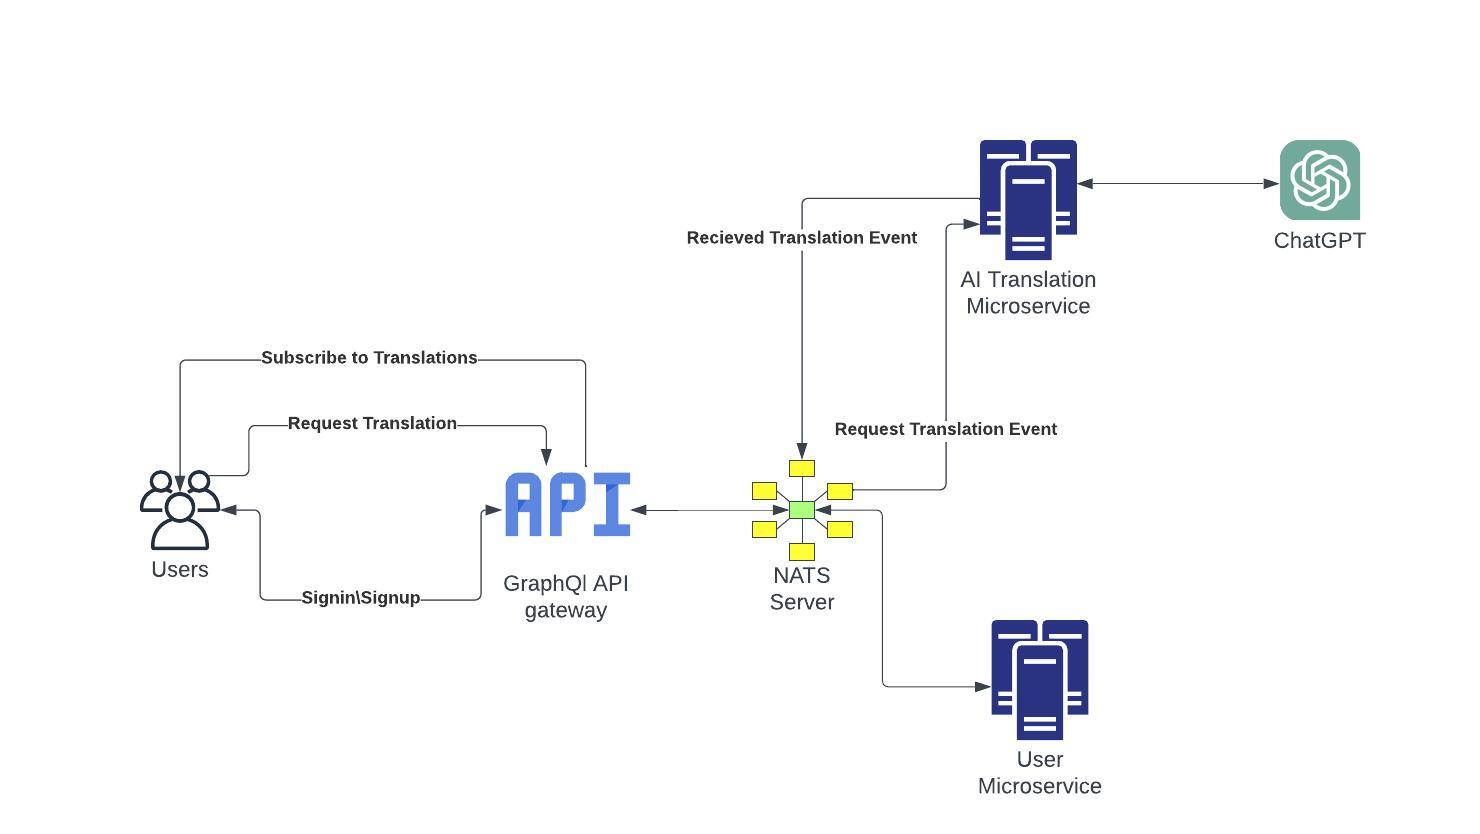 Recieved Translation Event
ChatGPT
AI Translation
Microservice
Subscribe to Translations
Request Translation
Request Translation Event
API
Users
GraphQl API
gateway
NATS
Server
Signin\Signup
User
Microservice